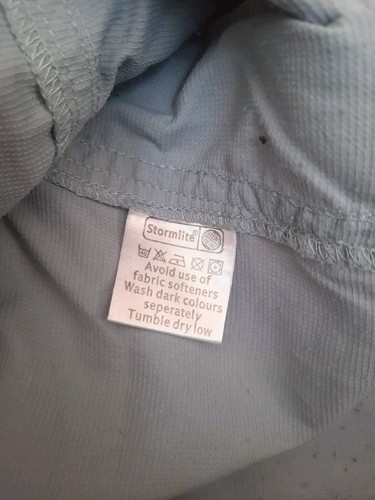 Stormlite®
Avoid use of
fabric softeners
Wash dark colours
seperately
Tumble dry low